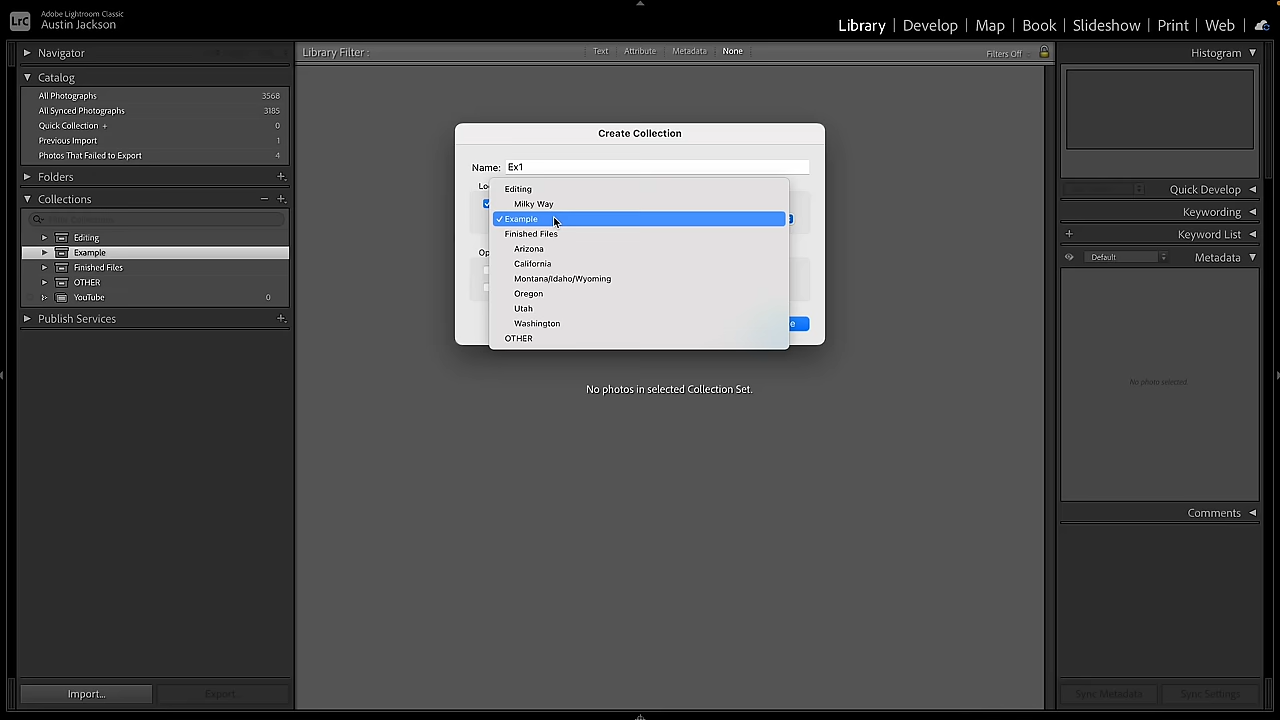 LrC
Adobe Lightroom Classic
Austin Jackson
Library | Develop | Map | Book | Slideshow | Print | Web
Navigator
Catalog
All Photographs 3568
All Synced Photographs 3185
Quick Collection + 0
Previous Import 1
Photos That Failed to Export 4
Folders
Collections
Editing
Example
Finished Files
OTHER
YouTube 0
Publish Services
Import...
Export...
Library Filter :
Text Attribute Metadata None
Filters Off
Create Collection
Name: Ex1
Editing
Milky Way
✓ Example
Finished Files
Arizona
California
Montana/Idaho/Wyoming
Oregon
Utah
Washington
OTHER
No photos in selected Collection Set.
Histogram
Quick Develop
Keywording
Keyword List
Default
Metadata
No photo selected.
Comments
Sync Metadata
Sync Settings